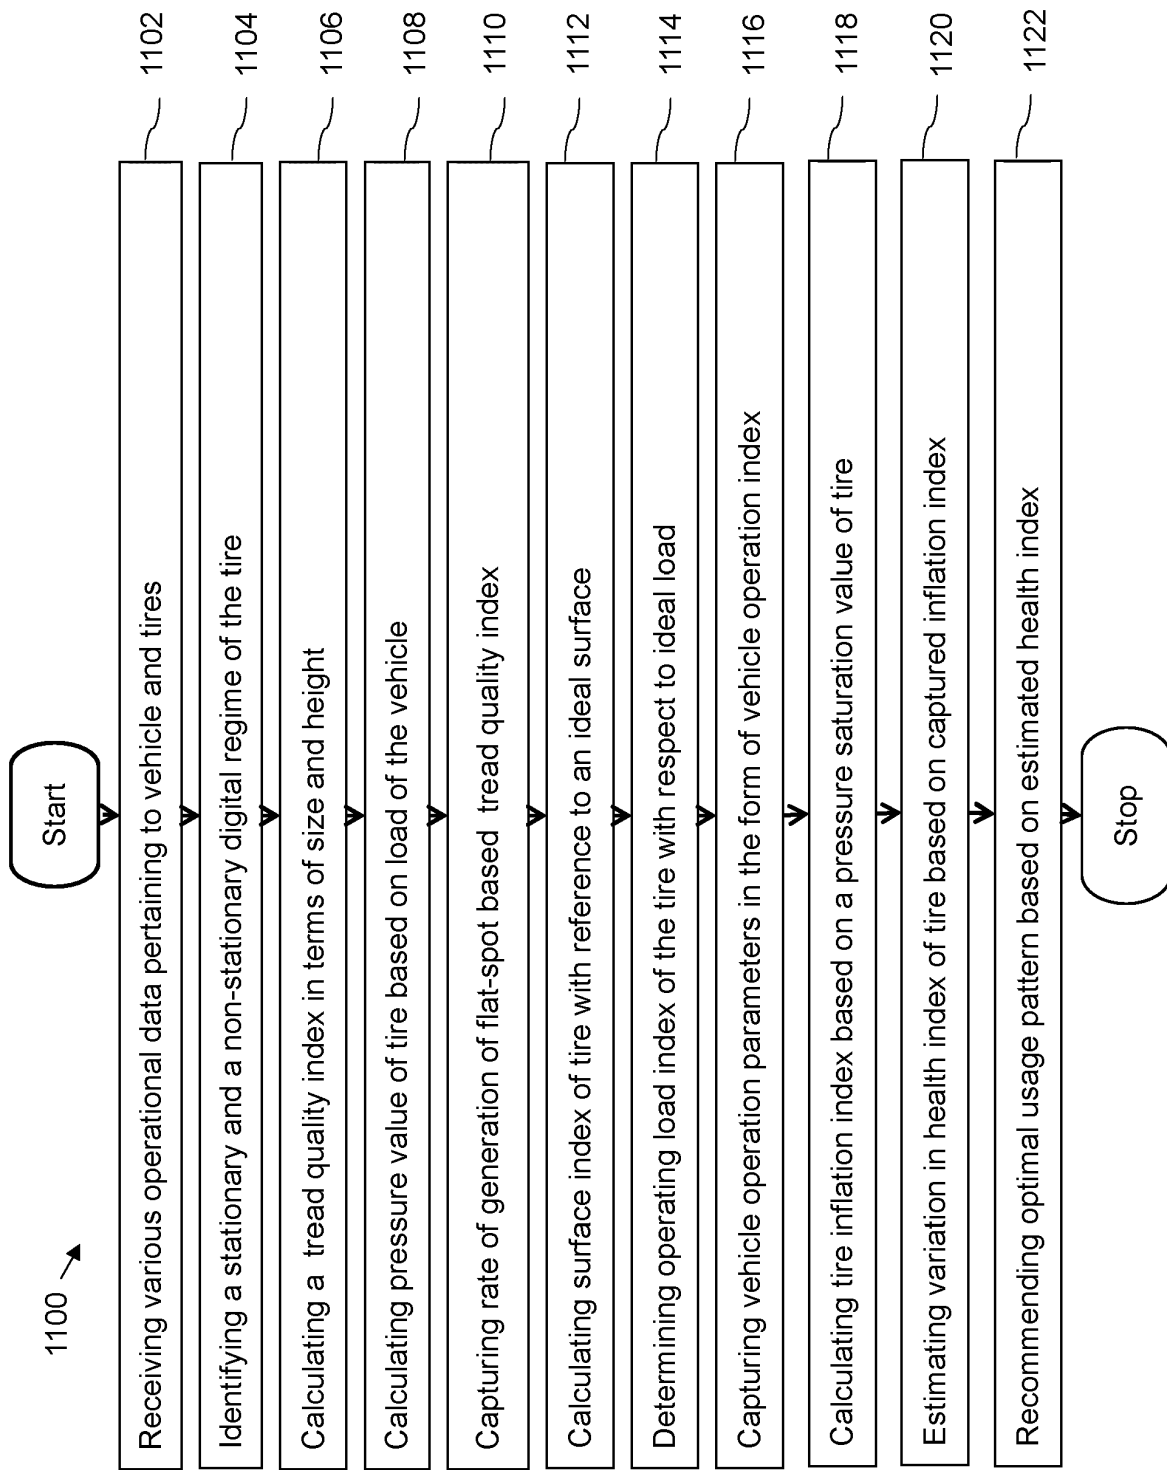 1100
Start
Receiving various operational data pertaining to vehicle and tires
1102
Identifying a stationary and a non-stationary digital regime of the tire
1104
Calculating a tread quality index in terms of size and height
1106
Calculating pressure value of tire based on load of the vehicle
1108
Capturing rate of generation of flat-spot based tread quality index
1110
Calculating surface index of tire with reference to an ideal surface
1112
Determining operating load index of the tire with respect to ideal load
1114
Capturing vehicle operation parameters in the form of vehicle operation index
1116
Calculating tire inflation index based on a pressure saturation value of tire
1118
Estimating variation in health index of tire based on captured inflation index
1120
Recommending optimal usage pattern based on estimated health index
1122
Stop